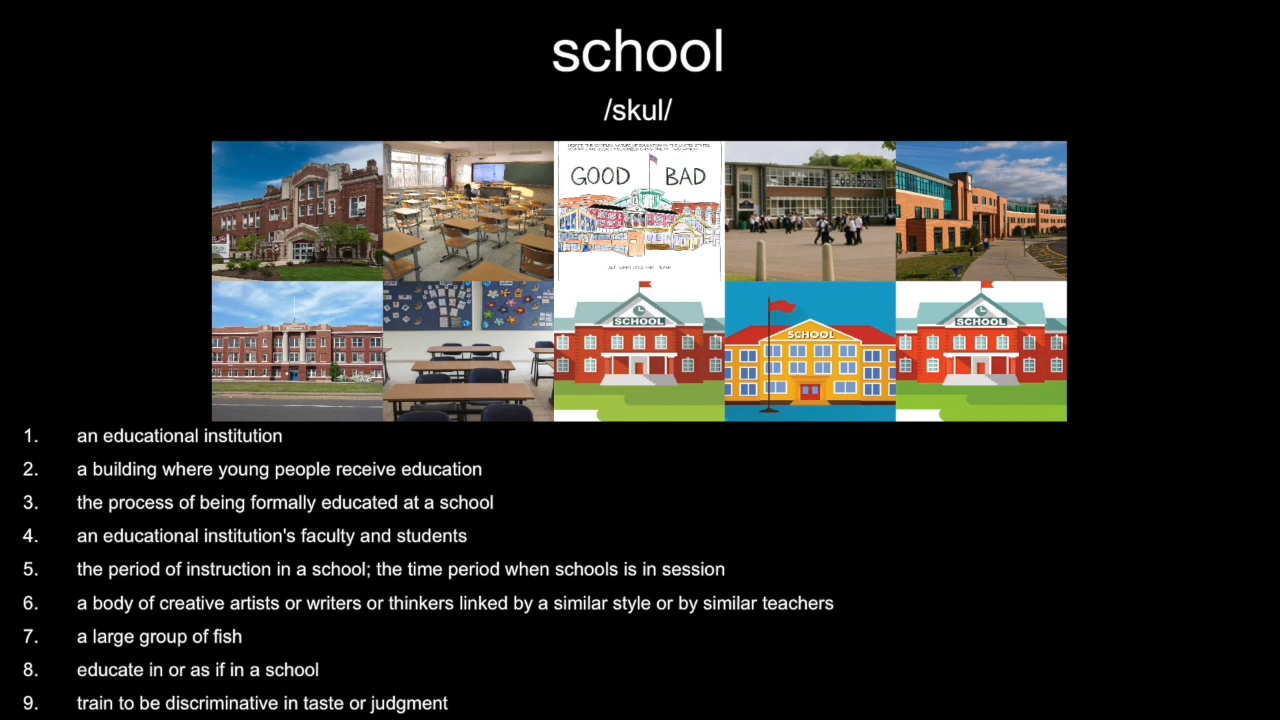 school
/skul/
GOOD BAD
SCHOOL
SCHOOL
SCHOOL
1. an educational institution
2. a building where young people receive education
3. the process of being formally educated at a school
4. an educational institution's faculty and students
5. the period of instruction in a school; the time period when schools is in session
6. a body of creative artists or writers or thinkers linked by a similar style or by similar teachers
7. a large group of fish
8. educate in or as if in a school
9. train to be discriminative in taste or judgment